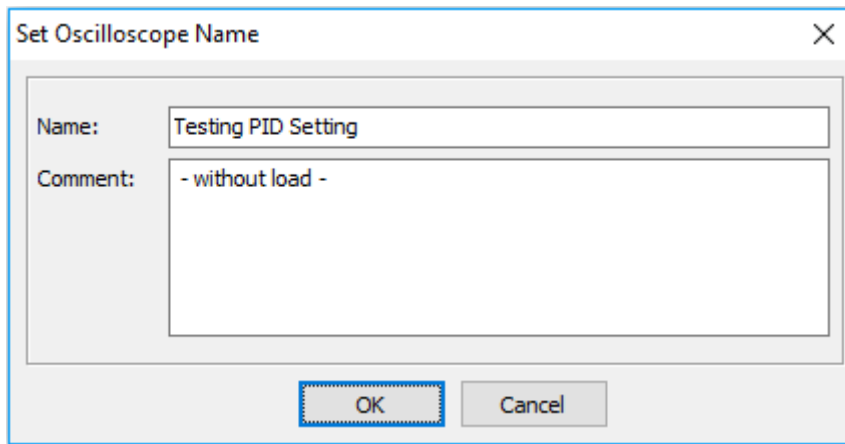 Set Oscilloscope Name
Name: Testing PID Setting
Comment: - without load -
OK Cancel